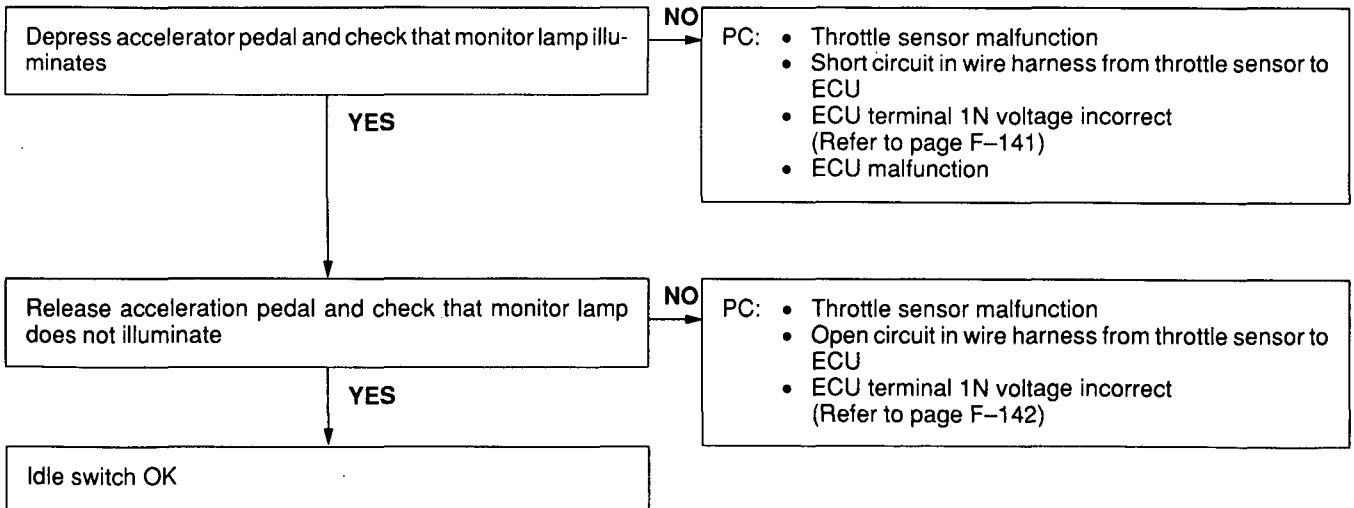 Depress accelerator pedal and check that monitor lamp illu-
minates
NO
PC: • Throttle sensor malfunction
• Short circuit in wire harness from throttle sensor to
ECU
• ECU terminal 1N voltage incorrect
(Refer to page F–141)
• ECU malfunction
YES
Release acceleration pedal and check that monitor lamp
does not illuminate
NO
PC: • Throttle sensor malfunction
• Open circuit in wire harness from throttle sensor to
ECU
• ECU terminal 1N voltage incorrect
(Refer to page F–142)
YES
Idle switch OK